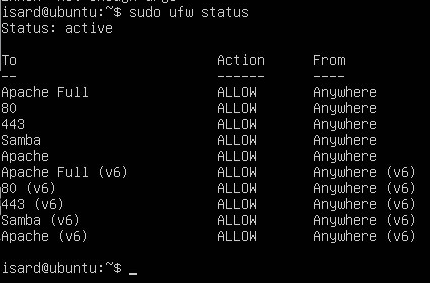 isard@ubuntu:~$ sudo ufw status
Status: active
To Action From
-- ------ ----
Apache Full ALLOW Anywhere
80 ALLOW Anywhere
443 ALLOW Anywhere
Samba ALLOW Anywhere
Apache ALLOW Anywhere
Apache Full (v6) ALLOW Anywhere (v6)
80 (v6) ALLOW Anywhere (v6)
443 (v6) ALLOW Anywhere (v6)
Samba (v6) ALLOW Anywhere (v6)
Apache (v6) ALLOW Anywhere (v6)
isard@ubuntu:~$ _